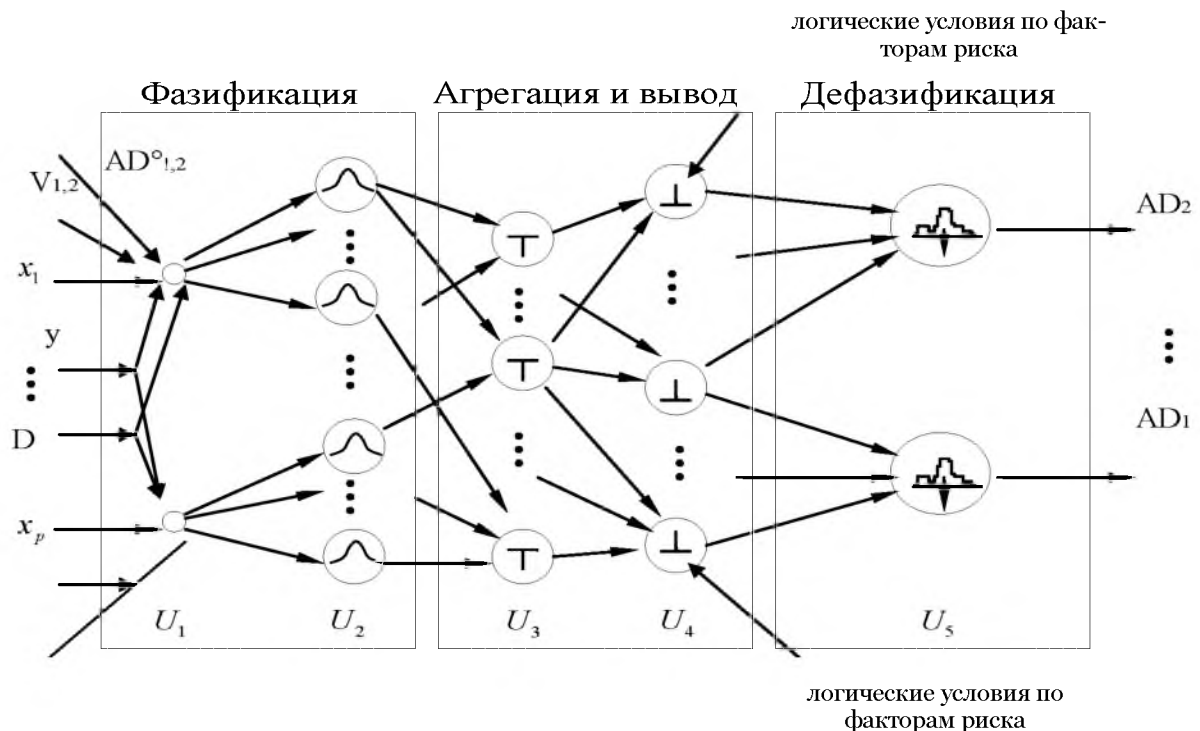 логические условия по фак-
торам риска
Фазификация
Агрегация и вывод
Дефазификация
AD°!,2
V1,2
AD2
x1
y
AD1
D
xp
U1
U2
U3
U4
U5
логические условия по
факторам риска